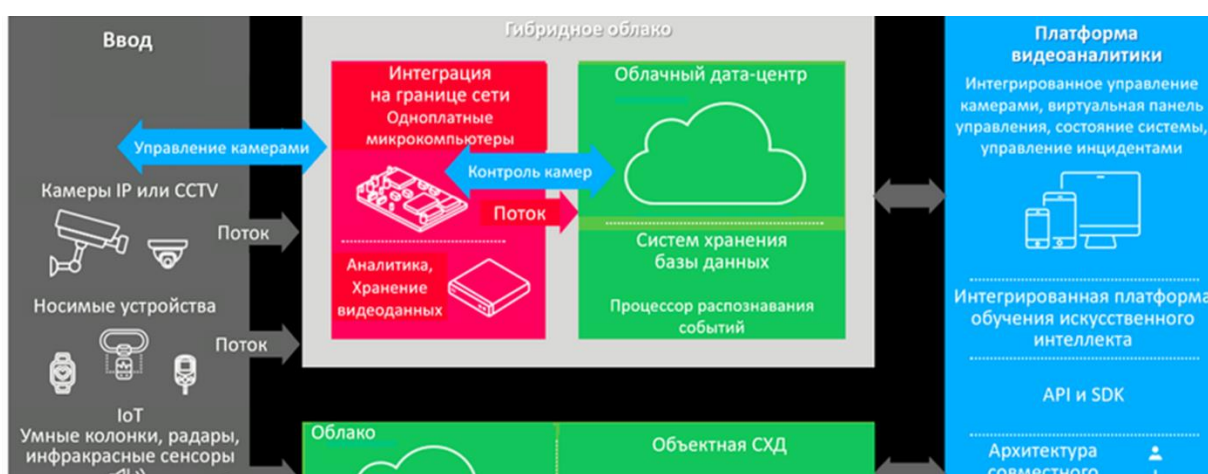 Ввод
Управление камерами
Камеры IP или CCTV
Поток
Носимые устройства
Поток
IoT
Умные колонки, радары,
инфракрасные сенсоры
Гибридное облако
Интеграция
на границе сети
Одноплатные
микрокомпьютеры
Контроль камер
Поток
Аналитика,
Хранение
видеоданных
Облачный дата-центр
Систем хранения
базы данных
Процессор распознавания
событий
Облако
Объектная СХД
Платформа
видеоаналитики
Интегрированное управление
камерами, виртуальная панель
управления, состояние системы,
управление инцидентами
Интегрированная платформа
обучения искусственного
интеллекта
API и SDK
Архитектура
совместного